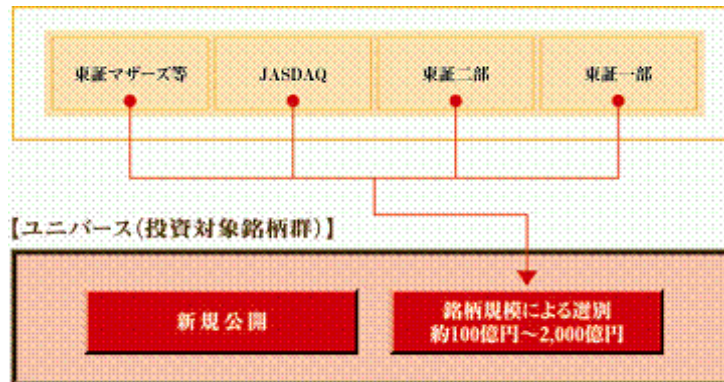 東証マザーズ等
JASDAQ
東証二部
東証一部
【ユニバース(投資対象銘柄群)】
新規公開
銘柄規模による選別
約100億円～2,000億円